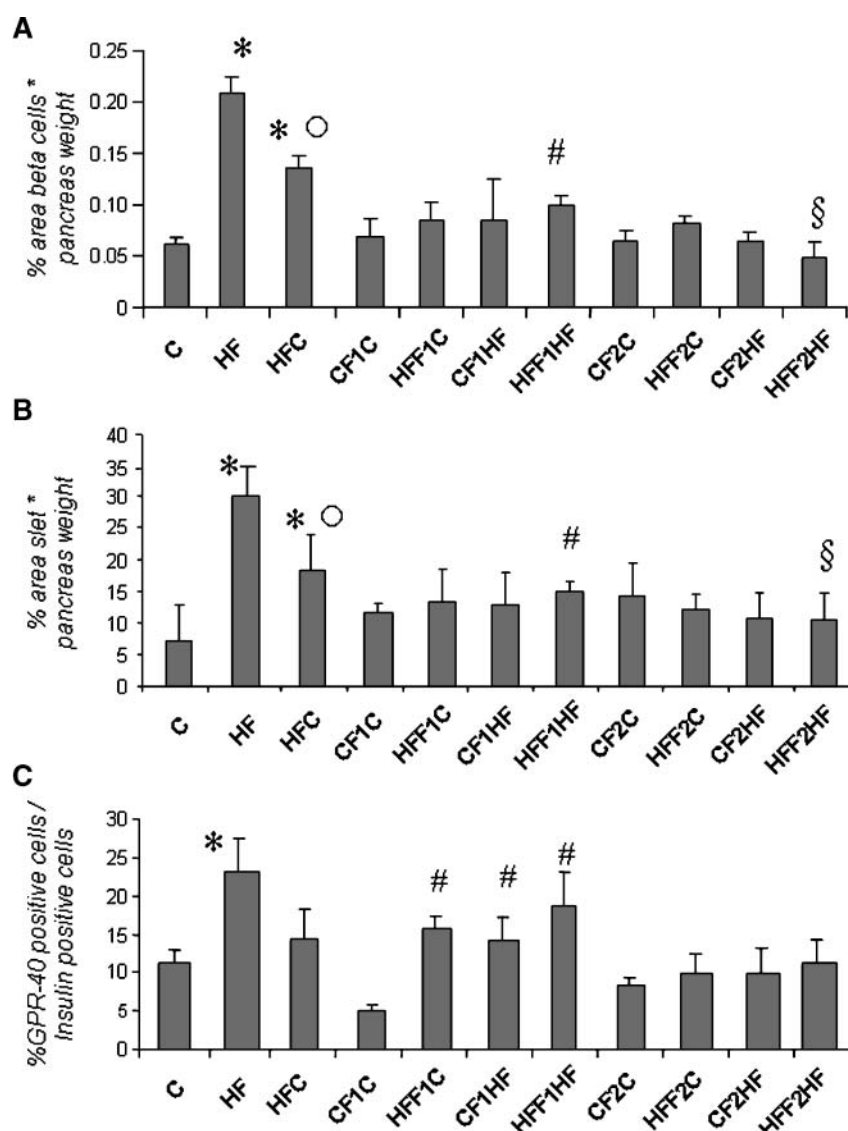 A
% area beta cells *
pancreas weight
0.25
0.20
0.15
0.10
0.05
0
*
* ○
#
§
C
HF
HFC
CF1C
HFF1C
CF1HF
HFF1HF
CF2C
HFF2C
CF2HF
HFF2HF
B
% area slet *
pancreas weight
40
35
30
25
20
15
10
5
0
*
* ○
#
§
C
HF
HFC
CF1C
HFF1C
CF1HF
HFF1HF
CF2C
HFF2C
CF2HF
HFF2HF
C
%GPR-40 positive cells /
Insulin positive cells
30
25
20
15
10
5
0
*
# # #
C
HF
HFC
CF1C
HFF1C
CF1HF
HFF1HF
CF2C
HFF2C
CF2HF
HFF2HF